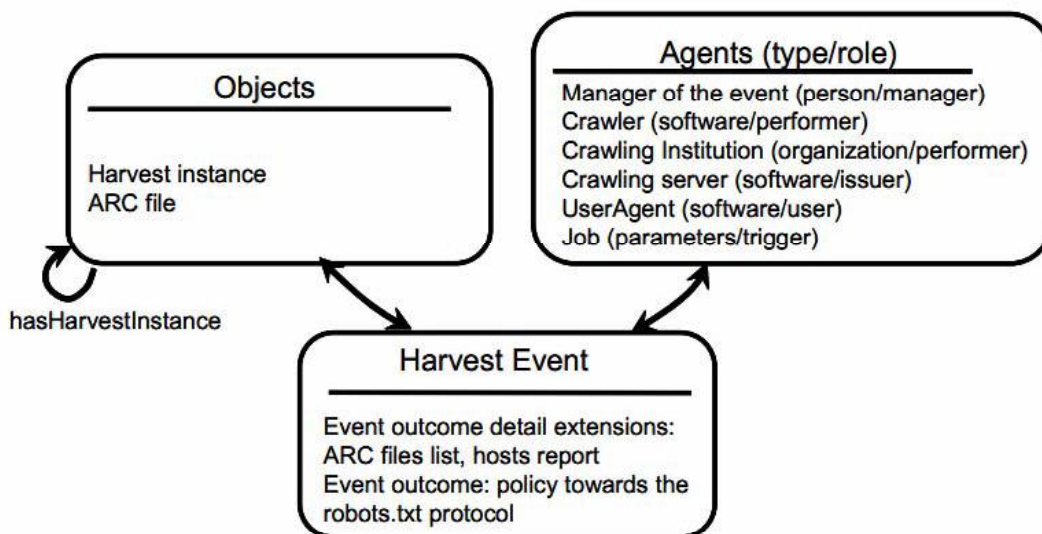 Objects
Harvest instance
ARC file
hasHarvestInstance
Agents (type/role)
Manager of the event (person/manager)
Crawler (software/performer)
Crawling Institution (organization/performer)
Crawling server (software/issuer)
UserAgent (software/user)
Job (parameters/trigger)
Harvest Event
Event outcome detail extensions:
ARC files list, hosts report
Event outcome: policy towards the
robots.txt protocol